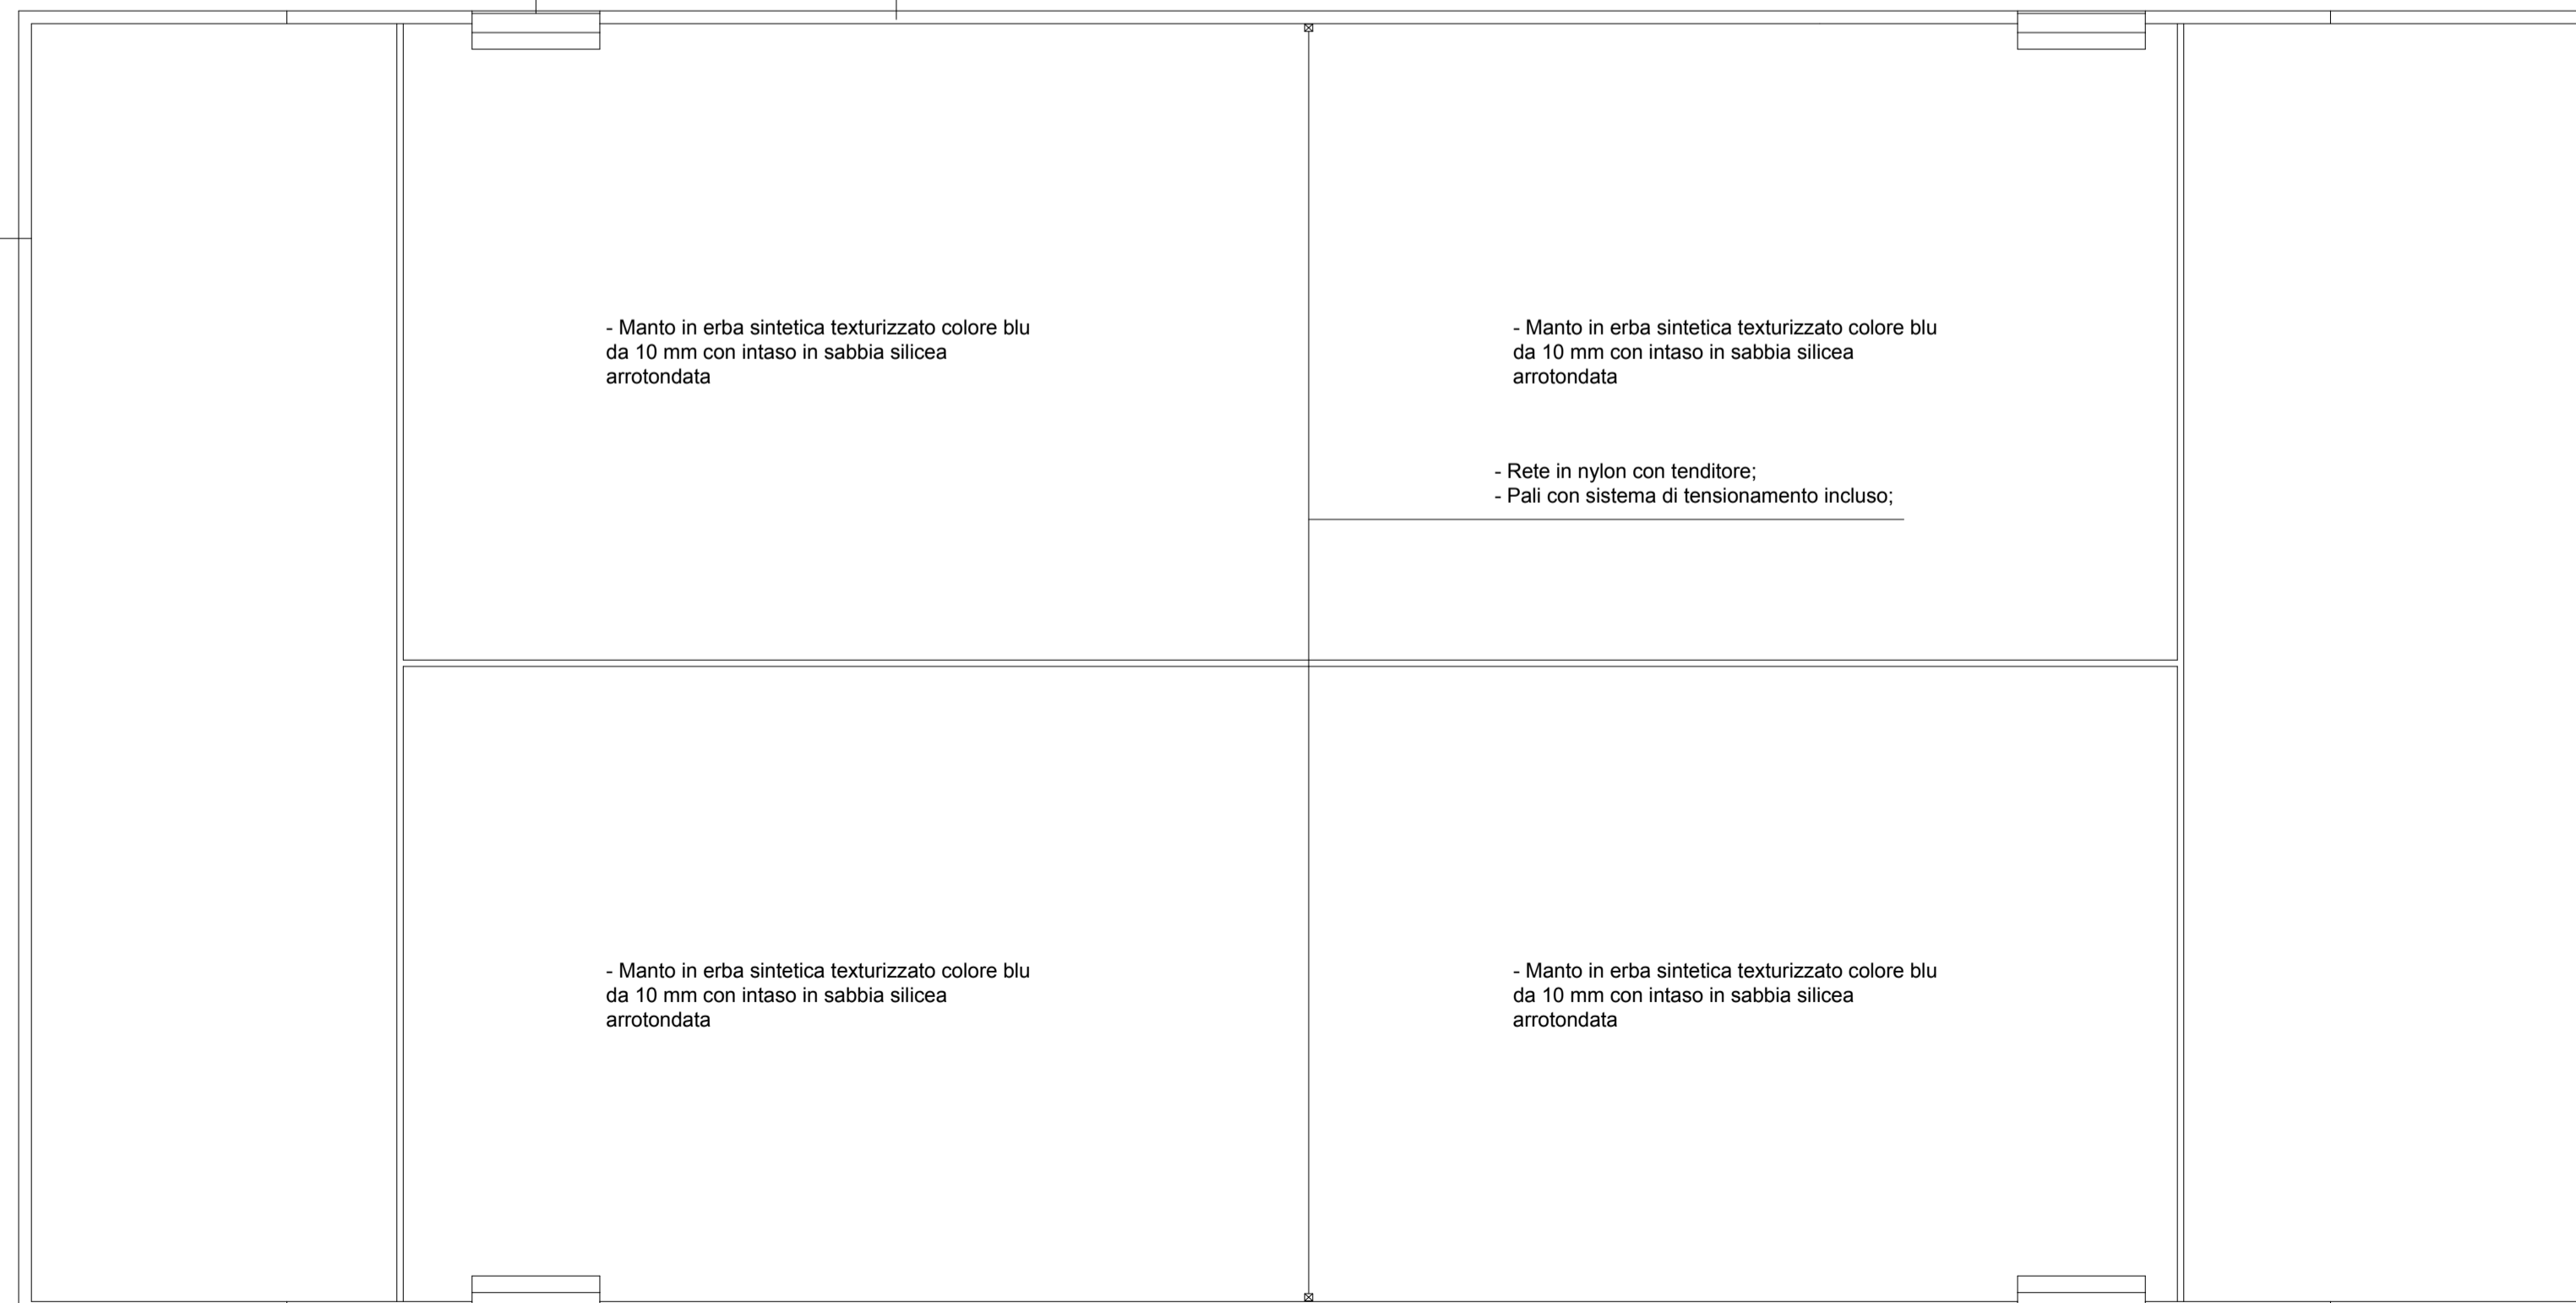 - Manto in erba sintetica texturizzato colore blu
da 10 mm con intaso in sabbia silicea
arrotondata
- Manto in erba sintetica texturizzato colore blu
da 10 mm con intaso in sabbia silicea
arrotondata
- Rete in nylon con tenditore;
- Pali con sistema di tensionamento incluso;
- Manto in erba sintetica texturizzato colore blu
da 10 mm con intaso in sabbia silicea
arrotondata
- Manto in erba sintetica texturizzato colore blu
da 10 mm con intaso in sabbia silicea
arrotondata